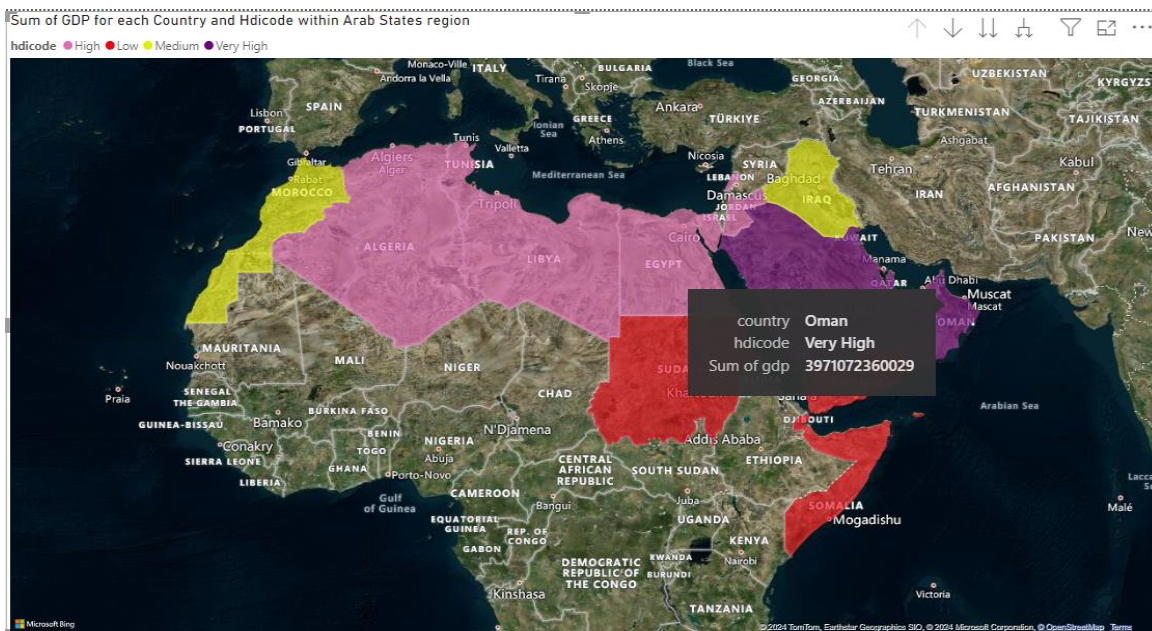 Sum of GDP for each Country and Hdicode within Arab States region
hdicode High Low Medium Very High
Monaco-Ville
ITALY
BULGARIA
Black Sea
GEORGIA
UZBEKISTAN
KYRGYZS
Andorra la Vella
Tirana
Skopje
AZERBAIJAN
TURKMENISTAN
TAJIKISTAN
Lisbon
SPAIN
PORTUGAL
Ankara
TÜRKIYE
GREECE
Ionian
Sea
Athens
Ashgabat
Gibraltar
Algiers
Alger
Tunis
TUNISIA
Valletta
Nicosia
SYRIA
LEBANON
Tehran
Kabul
Rabat
MOROCCO
Mediterranean Sea
Damascus
Baghdad
IRAQ
IRAN
AFGHANISTAN
Tripoli
JORDAN
ISRAEL
Cairo
KUWAIT
PAKISTAN
New
ALGERIA
LIBYA
EGYPT
Manama
QATAR
Abu Dhabi
Muscat
Mascat
OMAN
country Oman
hdicode Very High
Sum of gdp 3971072360029
MAURITANIA
Nouakchott
MALI
NIGER
CHAD
Praia
SENEGAL
THE GAMBIA
GUINEA-BISSAU
BURKINA FASO
Bamako
N'Djamena
DJIBOUTI
Arabian Sea
Conakry
BENIN
TOGO
NIGERIA
Abuja
Addis Ababa
ETHIOPIA
SIERRA LEONE
GHANA
LIBERIA
Porto-Novo
CENTRAL
AFRICAN
REPUBLIC
SOUTH SUDAN
Gulf
of Guinea
CAMEROON
Bangui
Juba
SOMALIA
Mogadishu
Malé
EQUATORIAL
GUINEA
REP. OF
CONGO
GABON
UGANDA
KENYA
Nairobi
DEMOCRATIC
REPUBLIC OF
THE CONGO
RWANDA
BURUNDI
Kinshasa
TANZANIA
Victoria
Microsoft Bing
© 2024 TomTom, Earthstar Geographics SIO, © 2024 Microsoft Corporation, © OpenStreetMap Terms